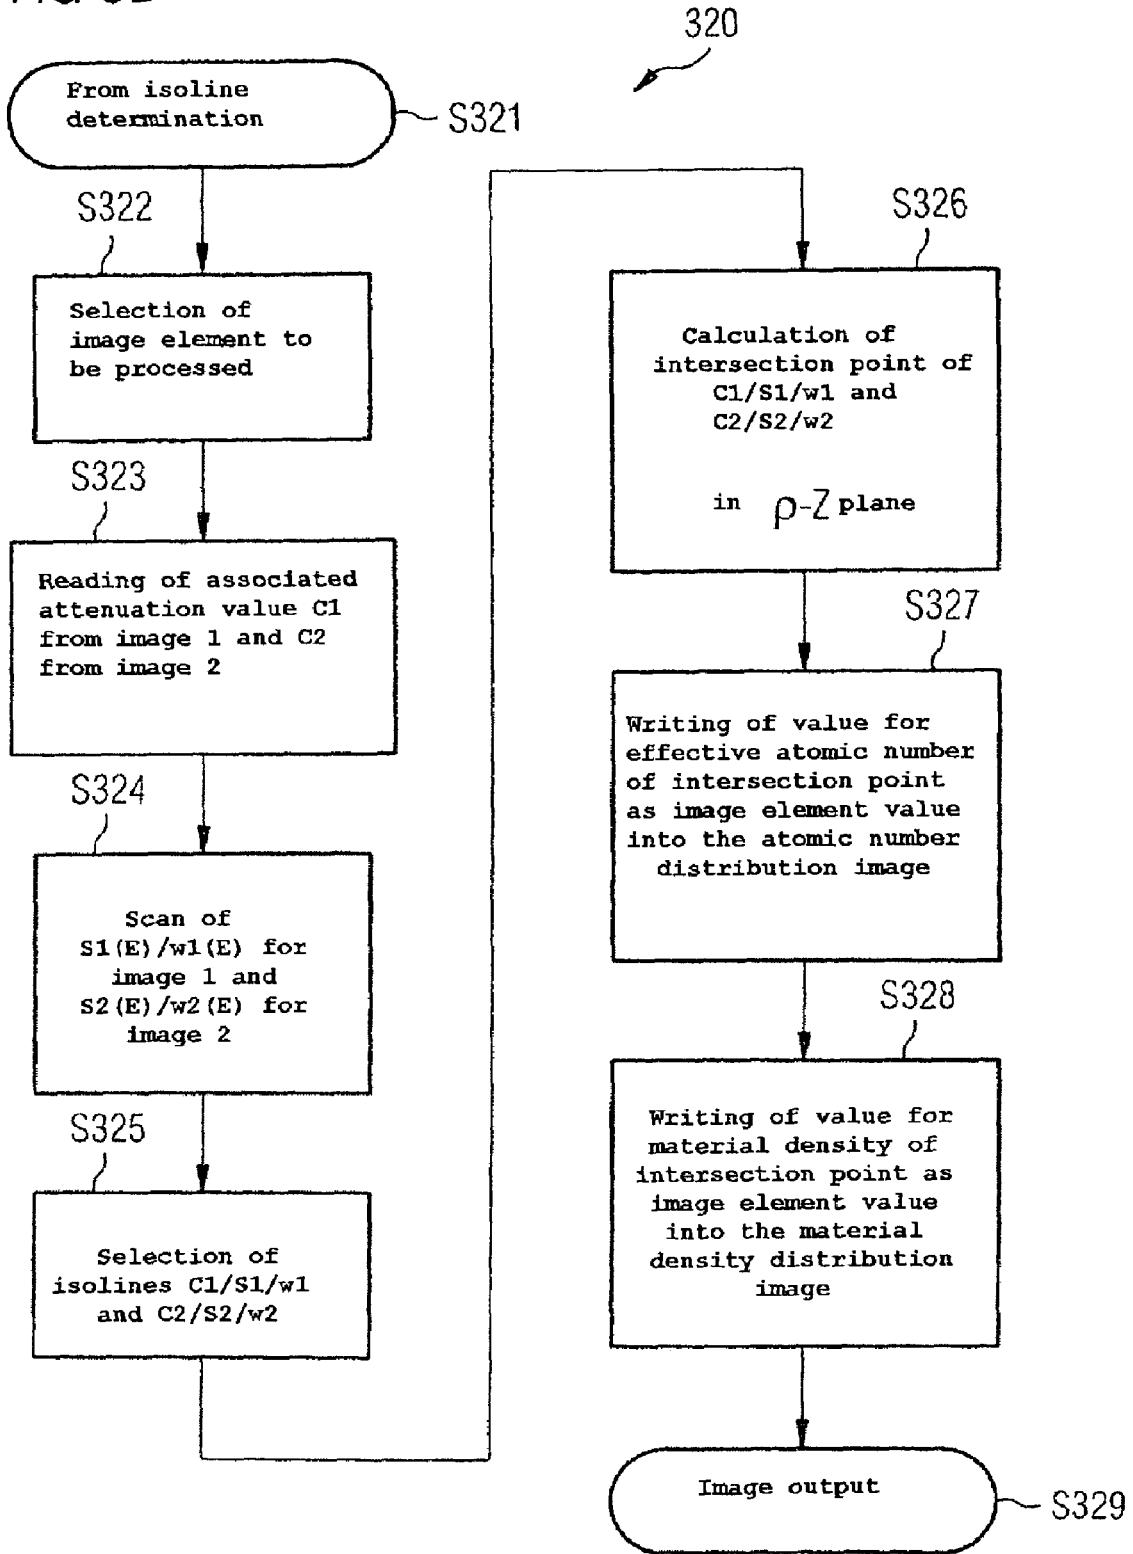 320
From isoline
determination
S321
S322
Selection of
image element to
be processed
S323
Reading of associated
attenuation value C1
from image 1 and C2
from image 2
S324
Scan of
S1(E)/w1(E) for
image 1 and
S2(E)/w2(E) for
image 2
S325
Selection of
isolines C1/S1/w1
and C2/S2/w2
S326
Calculation of
intersection point of
C1/S1/w1 and
C2/S2/w2
in ρ-Z plane
S327
Writing of value for
effective atomic number
of intersection point
as image element value
into the atomic number
distribution image
S328
Writing of value for
material density of
intersection point as
image element value
into the material
density distribution
image
Image output
S329